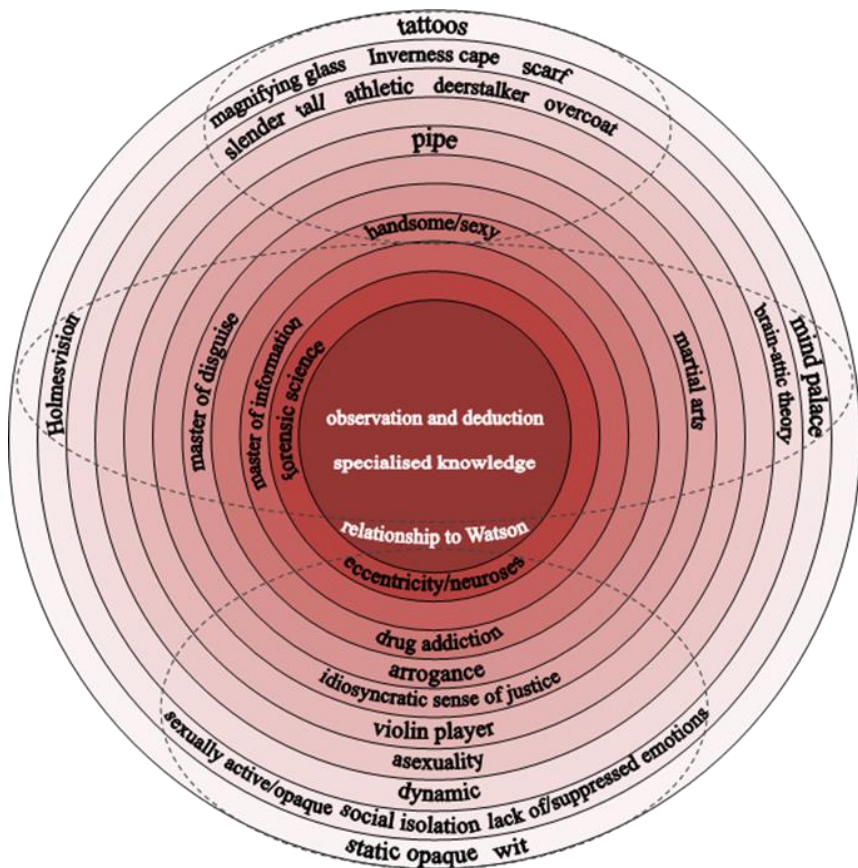 tattoos
magnifying glass Inverness cape scarf
slender tall athletic deerstalker overcoat
pipe
handsome/sexy
Holmesvision
master of disguise
master of information
forensic science
martial arts
brain-attic theory
mind palace
observation and deduction
specialised knowledge
relationship to Watson
eccentricity/neuroses
drug addiction
arrogance
idiosyncratic sense of justice
violin player
asexuality
dynamic
sexually active/opaque social isolation lack of/suppressed emotions
static opaque wit